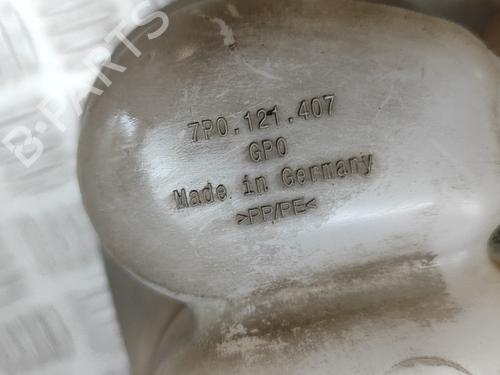 B-PARTS
7P0.121.407
GPO
Made in Germany
>PP/PE<